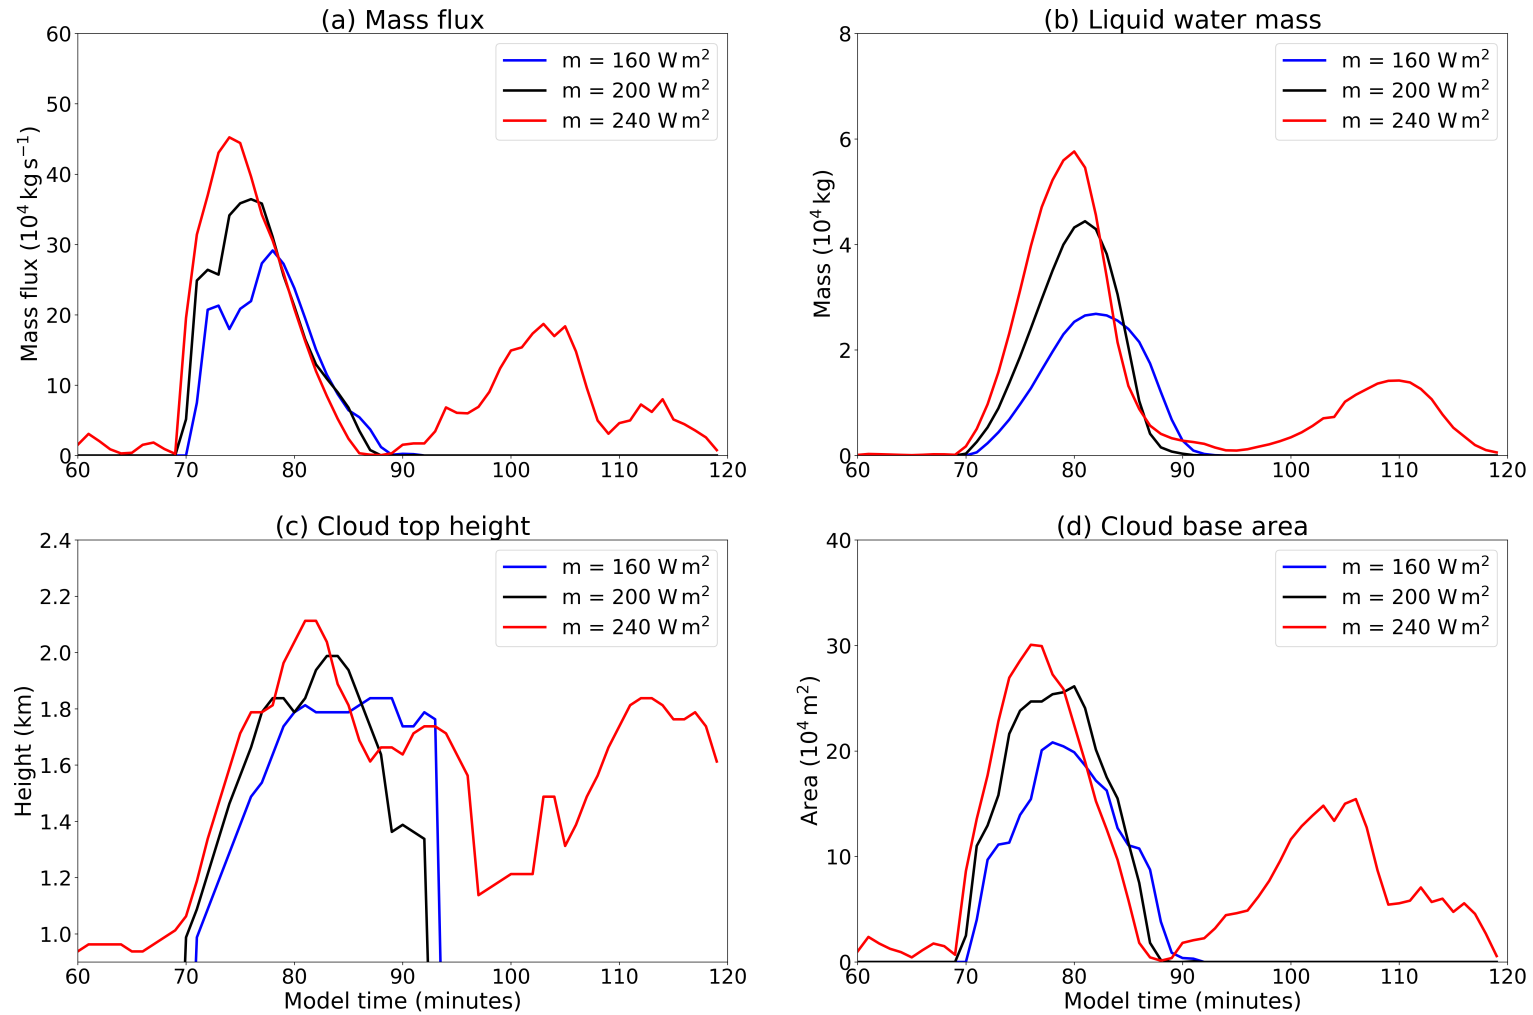 (a) Mass flux
60
50
40
30
20
10
0
Mass flux (10⁴ kg s⁻¹)
60 70 80 90 100 110 120
m = 160 W m²
m = 200 W m²
m = 240 W m²
(b) Liquid water mass
8
6
4
2
0
Mass (10⁴ kg)
60 70 80 90 100 110 120
m = 160 W m²
m = 200 W m²
m = 240 W m²
(c) Cloud top height
2.4
2.2
2.0
1.8
1.6
1.4
1.2
1.0
Height (km)
60 70 80 90 100 110 120
Model time (minutes)
m = 160 W m²
m = 200 W m²
m = 240 W m²
(d) Cloud base area
40
30
20
10
0
Area (10⁴ m²)
60 70 80 90 100 110 120
Model time (minutes)
m = 160 W m²
m = 200 W m²
m = 240 W m²